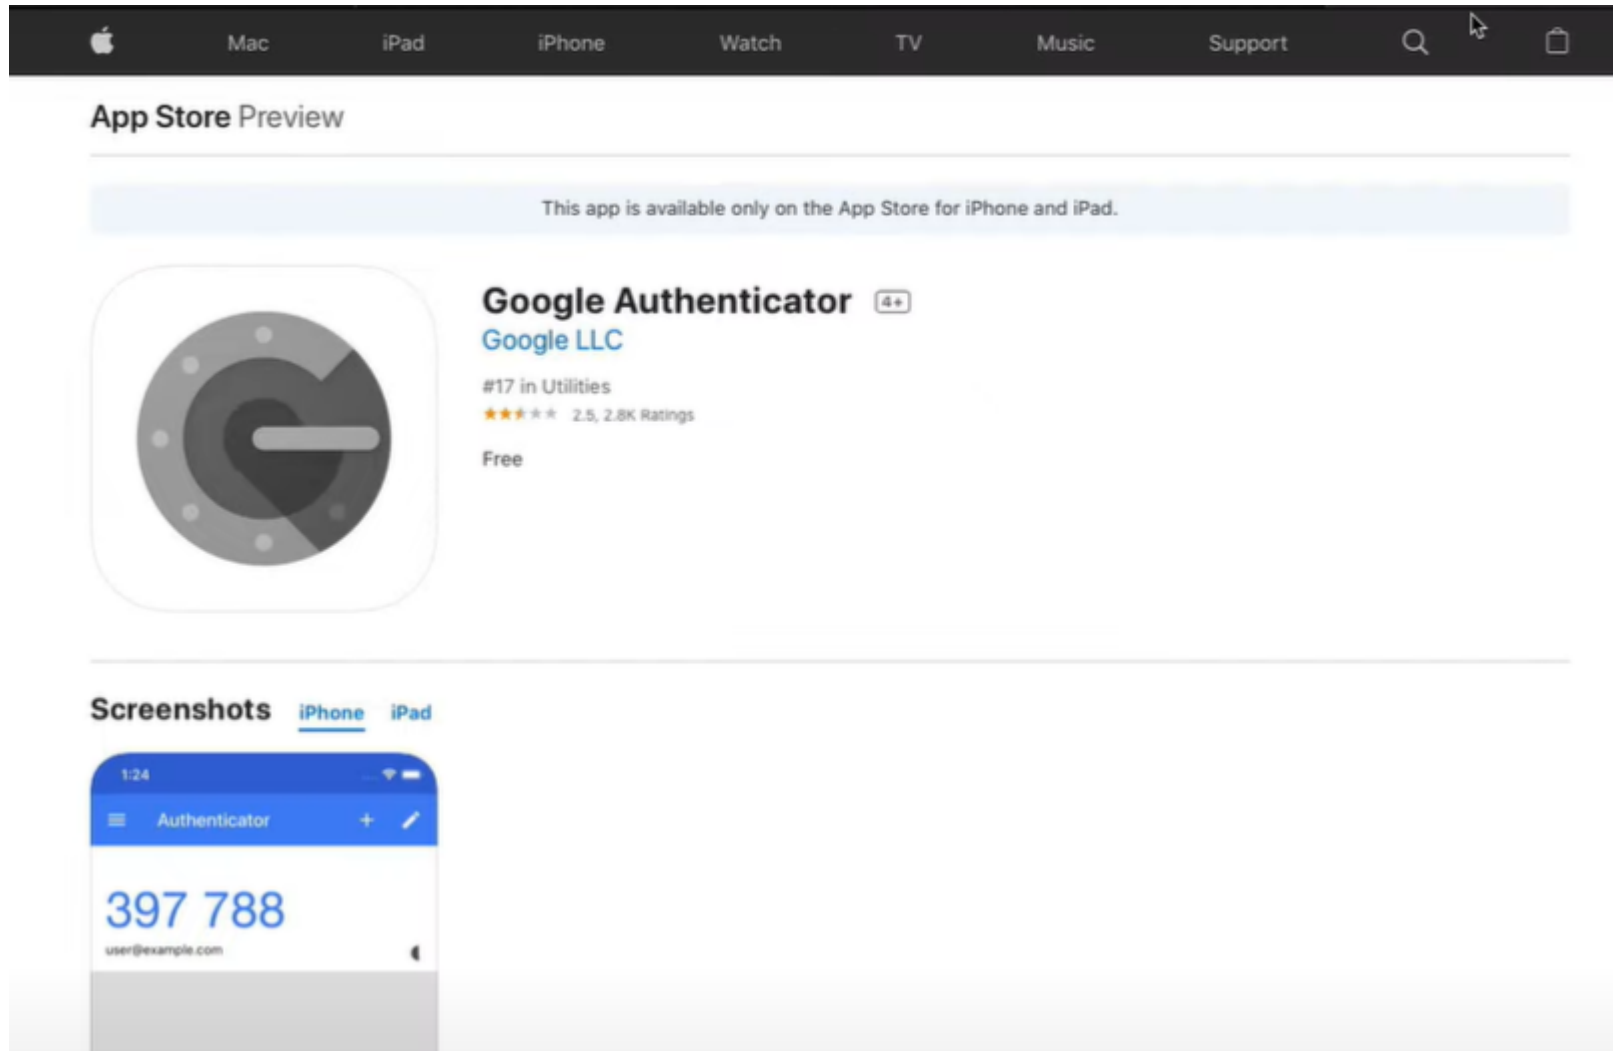 Mac iPad iPhone Watch TV Music Support
App Store Preview
This app is available only on the App Store for iPhone and iPad.
Google Authenticator 4+
Google LLC
#17 in Utilities
2.5, 2.8K Ratings
Free
Screenshots iPhone iPad
1:24
Authenticator
397 788
user@example.com